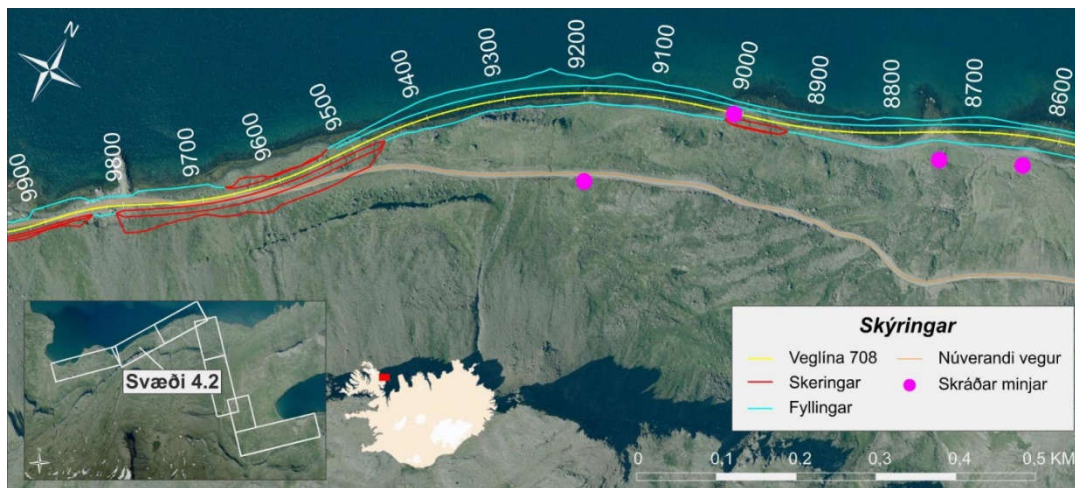 N
9900
9800
9700
9600
9500
9400
9300
9200
9100
9000
8900
8800
8700
8600
Svæði 4.2
Skýringar
Veglína 708
Núverandi vegur
Skeringar
Skráðar minjar
Fyllingar
0 0,1 0,2 0,3 0,4 0,5 KM